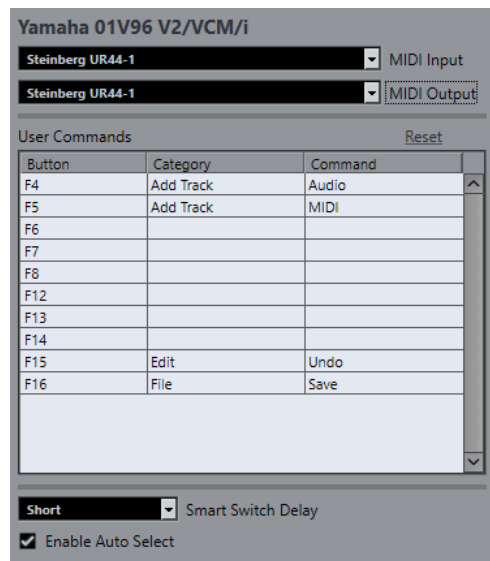 Yamaha 01V96 V2/VCM/i
Steinberg UR44-1 MIDI Input
Steinberg UR44-1 MIDI Output
User Commands Reset
Button Category Command
F4 Add Track Audio
F5 Add Track MIDI
F6
F7
F8
F12
F13
F14
F15 Edit Undo
F16 File Save
Short Smart Switch Delay
Enable Auto Select